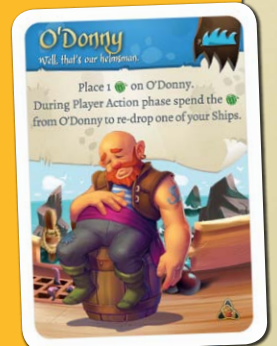 O'Donny
Well, that's our helmsman.
Place 1 on O'Donny.
During Player Action phase spend the
from O'Donny to re-drop one of your Ships.